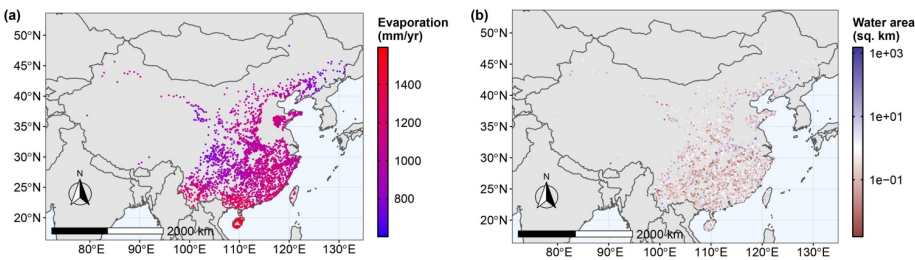 (a)
Evaporation
(mm/yr)
50°N
45°N
40°N
35°N
30°N
25°N
20°N
1400
1200
1000
800
N
2000 km
80°E 90°E 100°E 110°E 120°E 130°E
(b)
Water area
(sq. km)
50°N
45°N
40°N
35°N
30°N
25°N
20°N
1e+03
1e+01
1e−01
N
2000 km
80°E 90°E 100°E 110°E 120°E 130°E